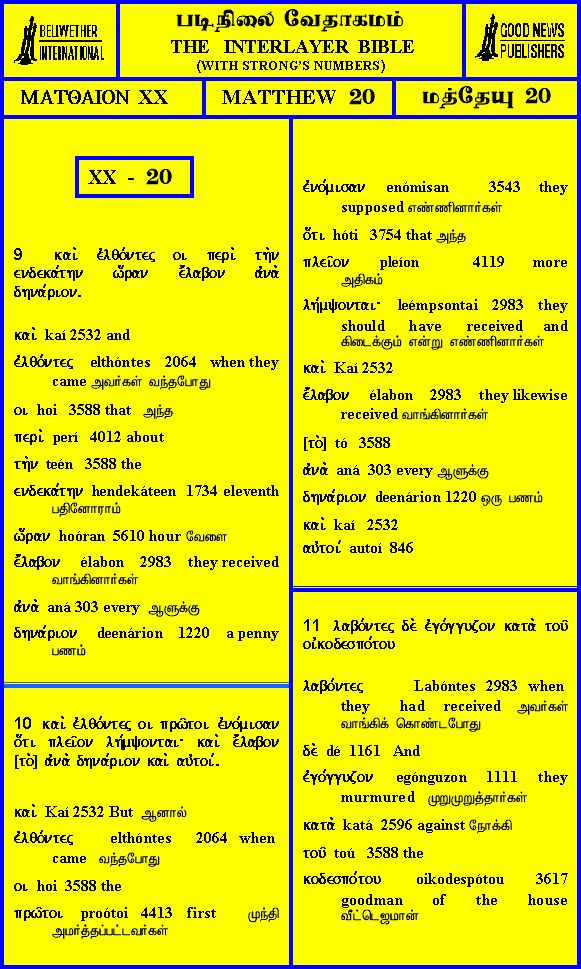 BELLWETHER
INTERNATIONAL
படிநிலை வேதாகமம்
THE INTERLAYER BIBLE
(WITH STRONG'S NUMBERS)
GOOD NEWS
PUBLISHERS
ΜΑΤΘΑΙΟΝ XX
MATTHEW 20
மத்தேயு 20
XX - 20
9 καὶ ἐλθόντες οι περὶ τὴν
ενδεκάτην ὥραν ἔλαβον ἀνὰ
δηνάριον.
καὶ kaí 2532 and
ἐλθόντες elthóntes 2064 when they
came அவர்கள் வந்தபோது
οι hoi 3588 that அந்த
περὶ perí 4012 about
τὴν teén 3588 the
ενδεκάτην hendekáteen 1734 eleventh
பதினோராம்
ὥραν hoóran 5610 hour வேளை
ἔλαβον élabon 2983 they received
வாங்கினார்கள்
ἀνὰ aná 303 every ஆளுக்கு
δηνάριον deenárion 1220 a penny
பணம்
10 καὶ ἐλθόντες οι πρῶτοι ἐνόμισαν
ὅτι πλεῖον λήμψονται· καὶ ἔλαβον
[τὸ] ἀνὰ δηνάριον καὶ αυτοί.
καὶ Kaí 2532 But ஆனால்
ἐλθόντες elthóntes 2064 when
came வந்தபோது
οι hoi 3588 the
πρῶτοι proótoi 4413 first முந்தி
அமர்த்தப்பட்டவர்கள்
ἐνόμισαν enómisan 3543 they
supposed எண்ணினார்கள்
ὅτι hóti 3754 that அந்த
πλεῖον pleíon 4119 more
அதிகம்
λήμψονται· leémpsontai 2983 they
should have received and
கிடைக்கும் என்று எண்ணினார்கள்
καὶ Kaí 2532
ἔλαβον élabon 2983 they likewise
received வாங்கினார்கள்
[τὸ] tó 3588
ἀνὰ aná 303 every ஆளுக்கு
δηνάριον deenárion 1220 ஒரு பணம்
καὶ kaí 2532
αὐτοί autoí 846
11 λαβόντες δὲ ἐγόγγυζον κατὰ τοῦ
οἰκοδεσπότου
λαβόντες Labóntes 2983 when
they had received அவர்கள்
வாங்கிக் கொண்டபோது
δὲ dé 1161 And
ἐγόγγυζον egónguzon 1111 they
murmured முறுமுறுத்தார்கள்
κατὰ katá 2596 against நோக்கி
τοῦ toú 3588 the
κοδεσπότου oikodespótou 3617
goodman of the house
வீட்டெஜமான்